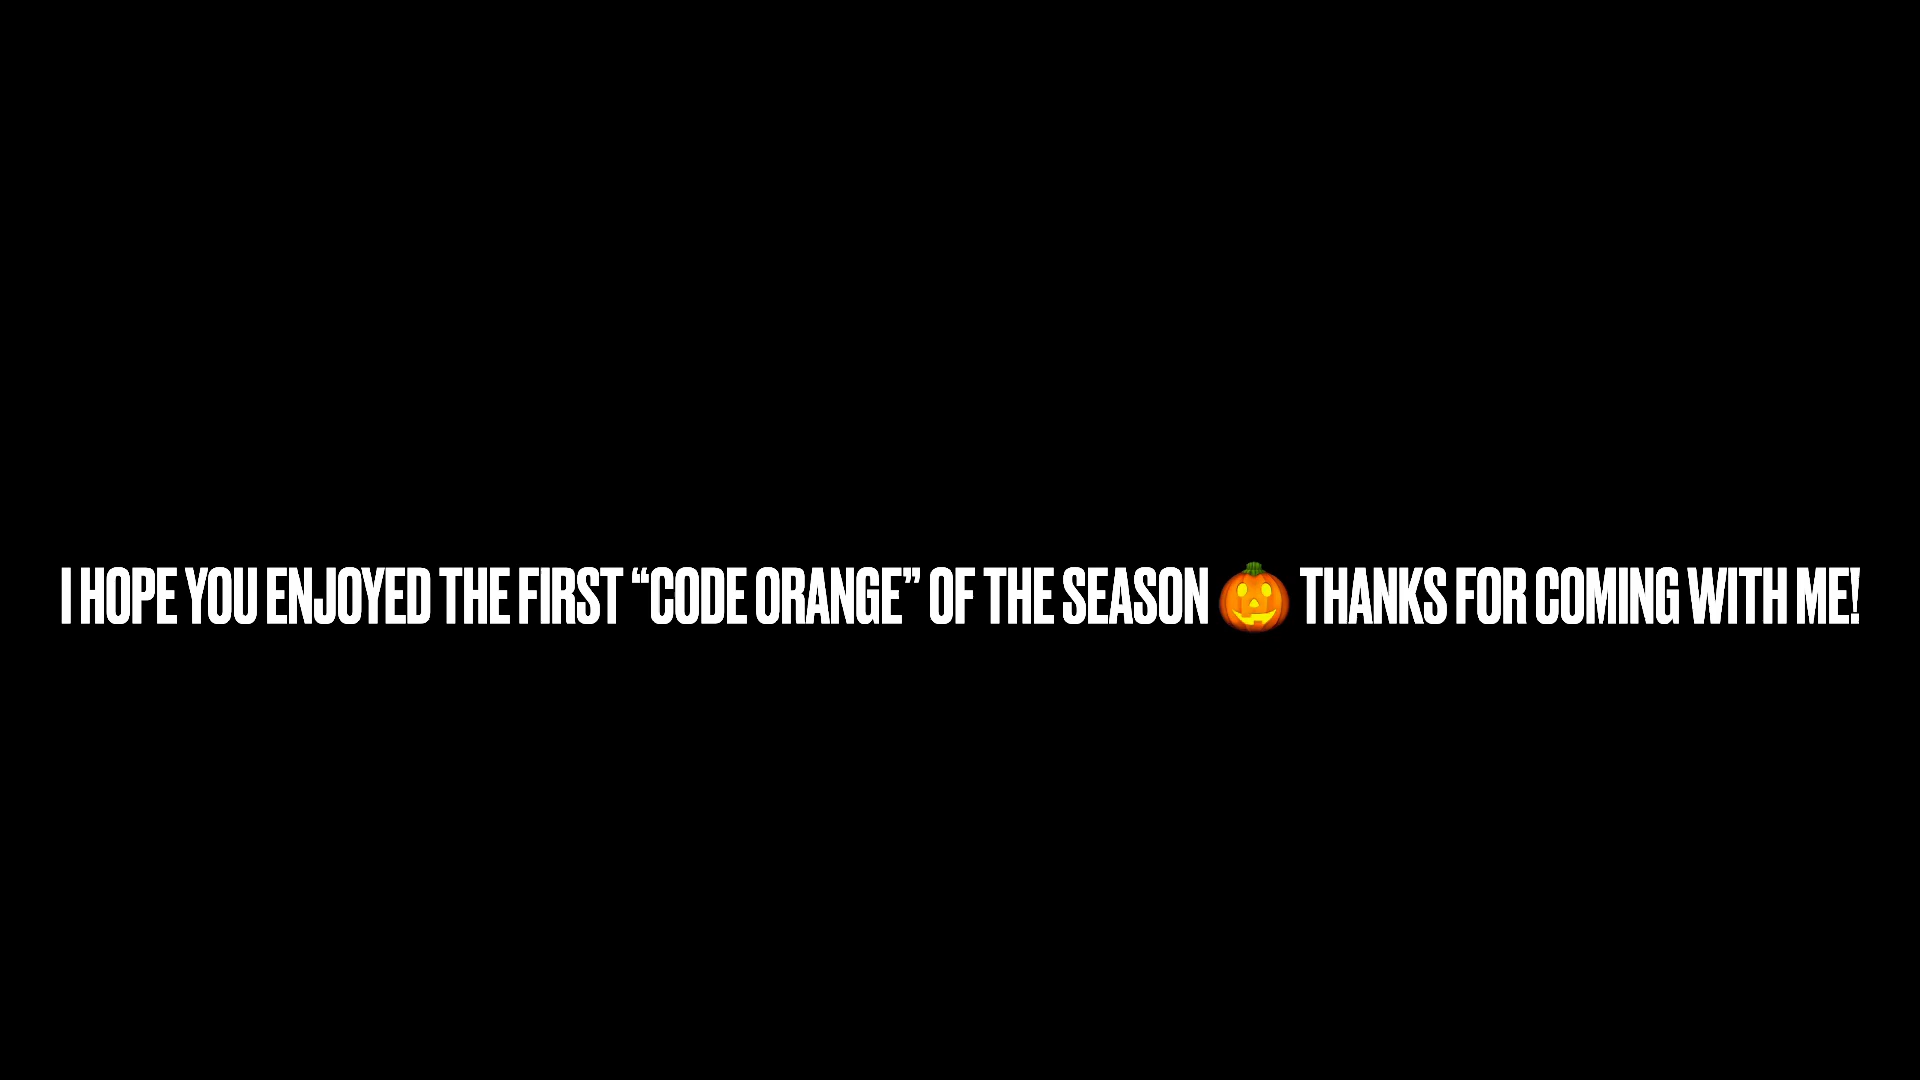 I HOPE YOU ENJOYED THE FIRST “CODE ORANGE” OF THE SEASON 🎃 THANKS FOR COMING WITH ME!